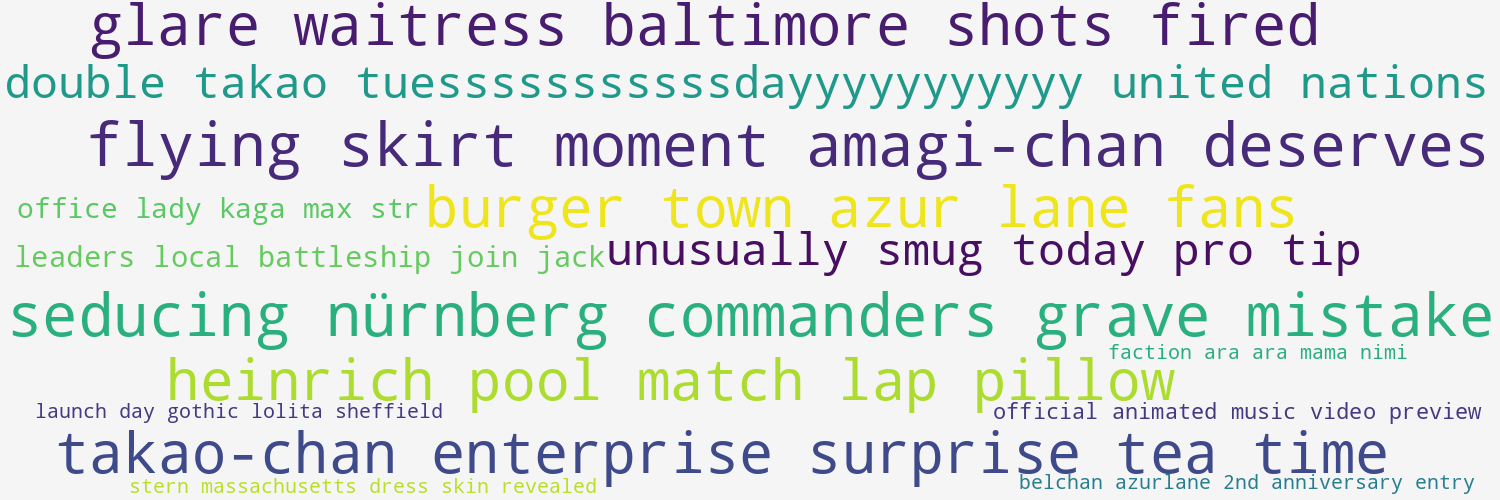 glare waitress baltimore shots fired
double takao tuesssssssssssdayyyyyyyyyyy united nations
flying skirt moment amagi-chan deserves
office lady kaga max str
burger town azur lane fans
leaders local battleship join jack
unusually smug today pro tip
seducing nürnberg commanders grave mistake
faction ara ara mama nimi
heinrich pool match lap pillow
launch day gothic lolita sheffield
official animated music video preview
takao-chan enterprise surprise tea time
stern massachusetts dress skin revealed
belchan azurlane 2nd anniversary entry